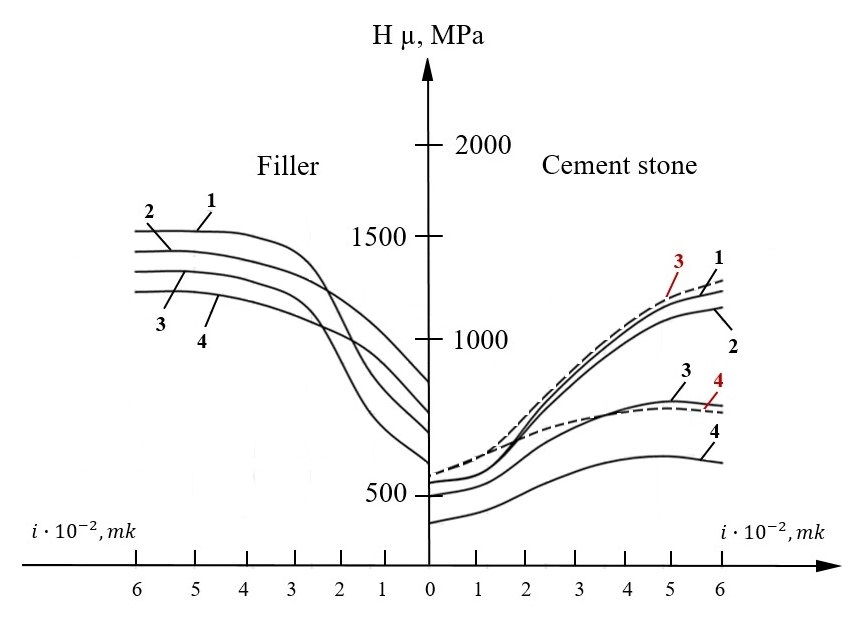 H μ, MPa
2000
Filler
Cement stone
2
1
1500
3
1
3
4
1000
2
3
4
4
500
i · 10⁻², mk
i · 10⁻², mk
6 5 4 3 2 1 0 1 2 3 4 5 6